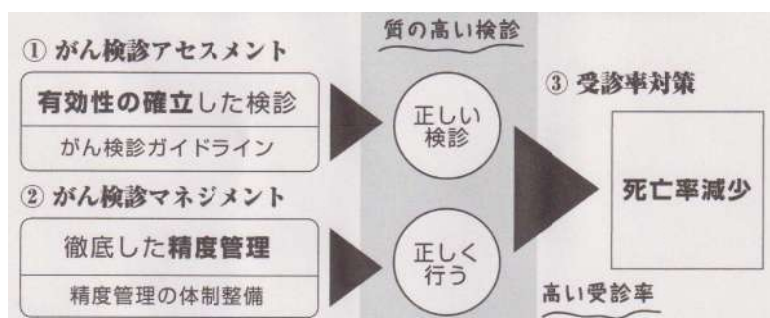 質の高い検診
① がん検診アセスメント
有効性の確立した検診
がん検診ガイドライン
正しい
検診
③ 受診率対策
死亡率減少
② がん検診マネジメント
徹底した精度管理
精度管理の体制整備
正しく
行う
高い受診率